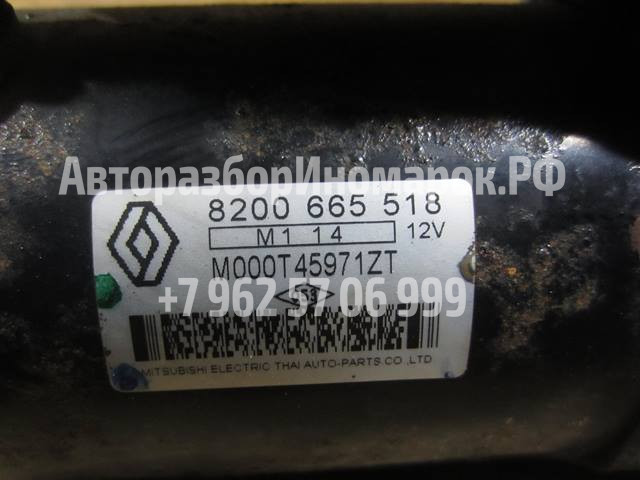 АвторазборИномарок.РФ
8200 665 518
M1 14 12V
M000T45971ZT
+7 962 57 06 999
MITSUBISHI ELECTRIC THAI AUTO-PARTS CO.,LTD